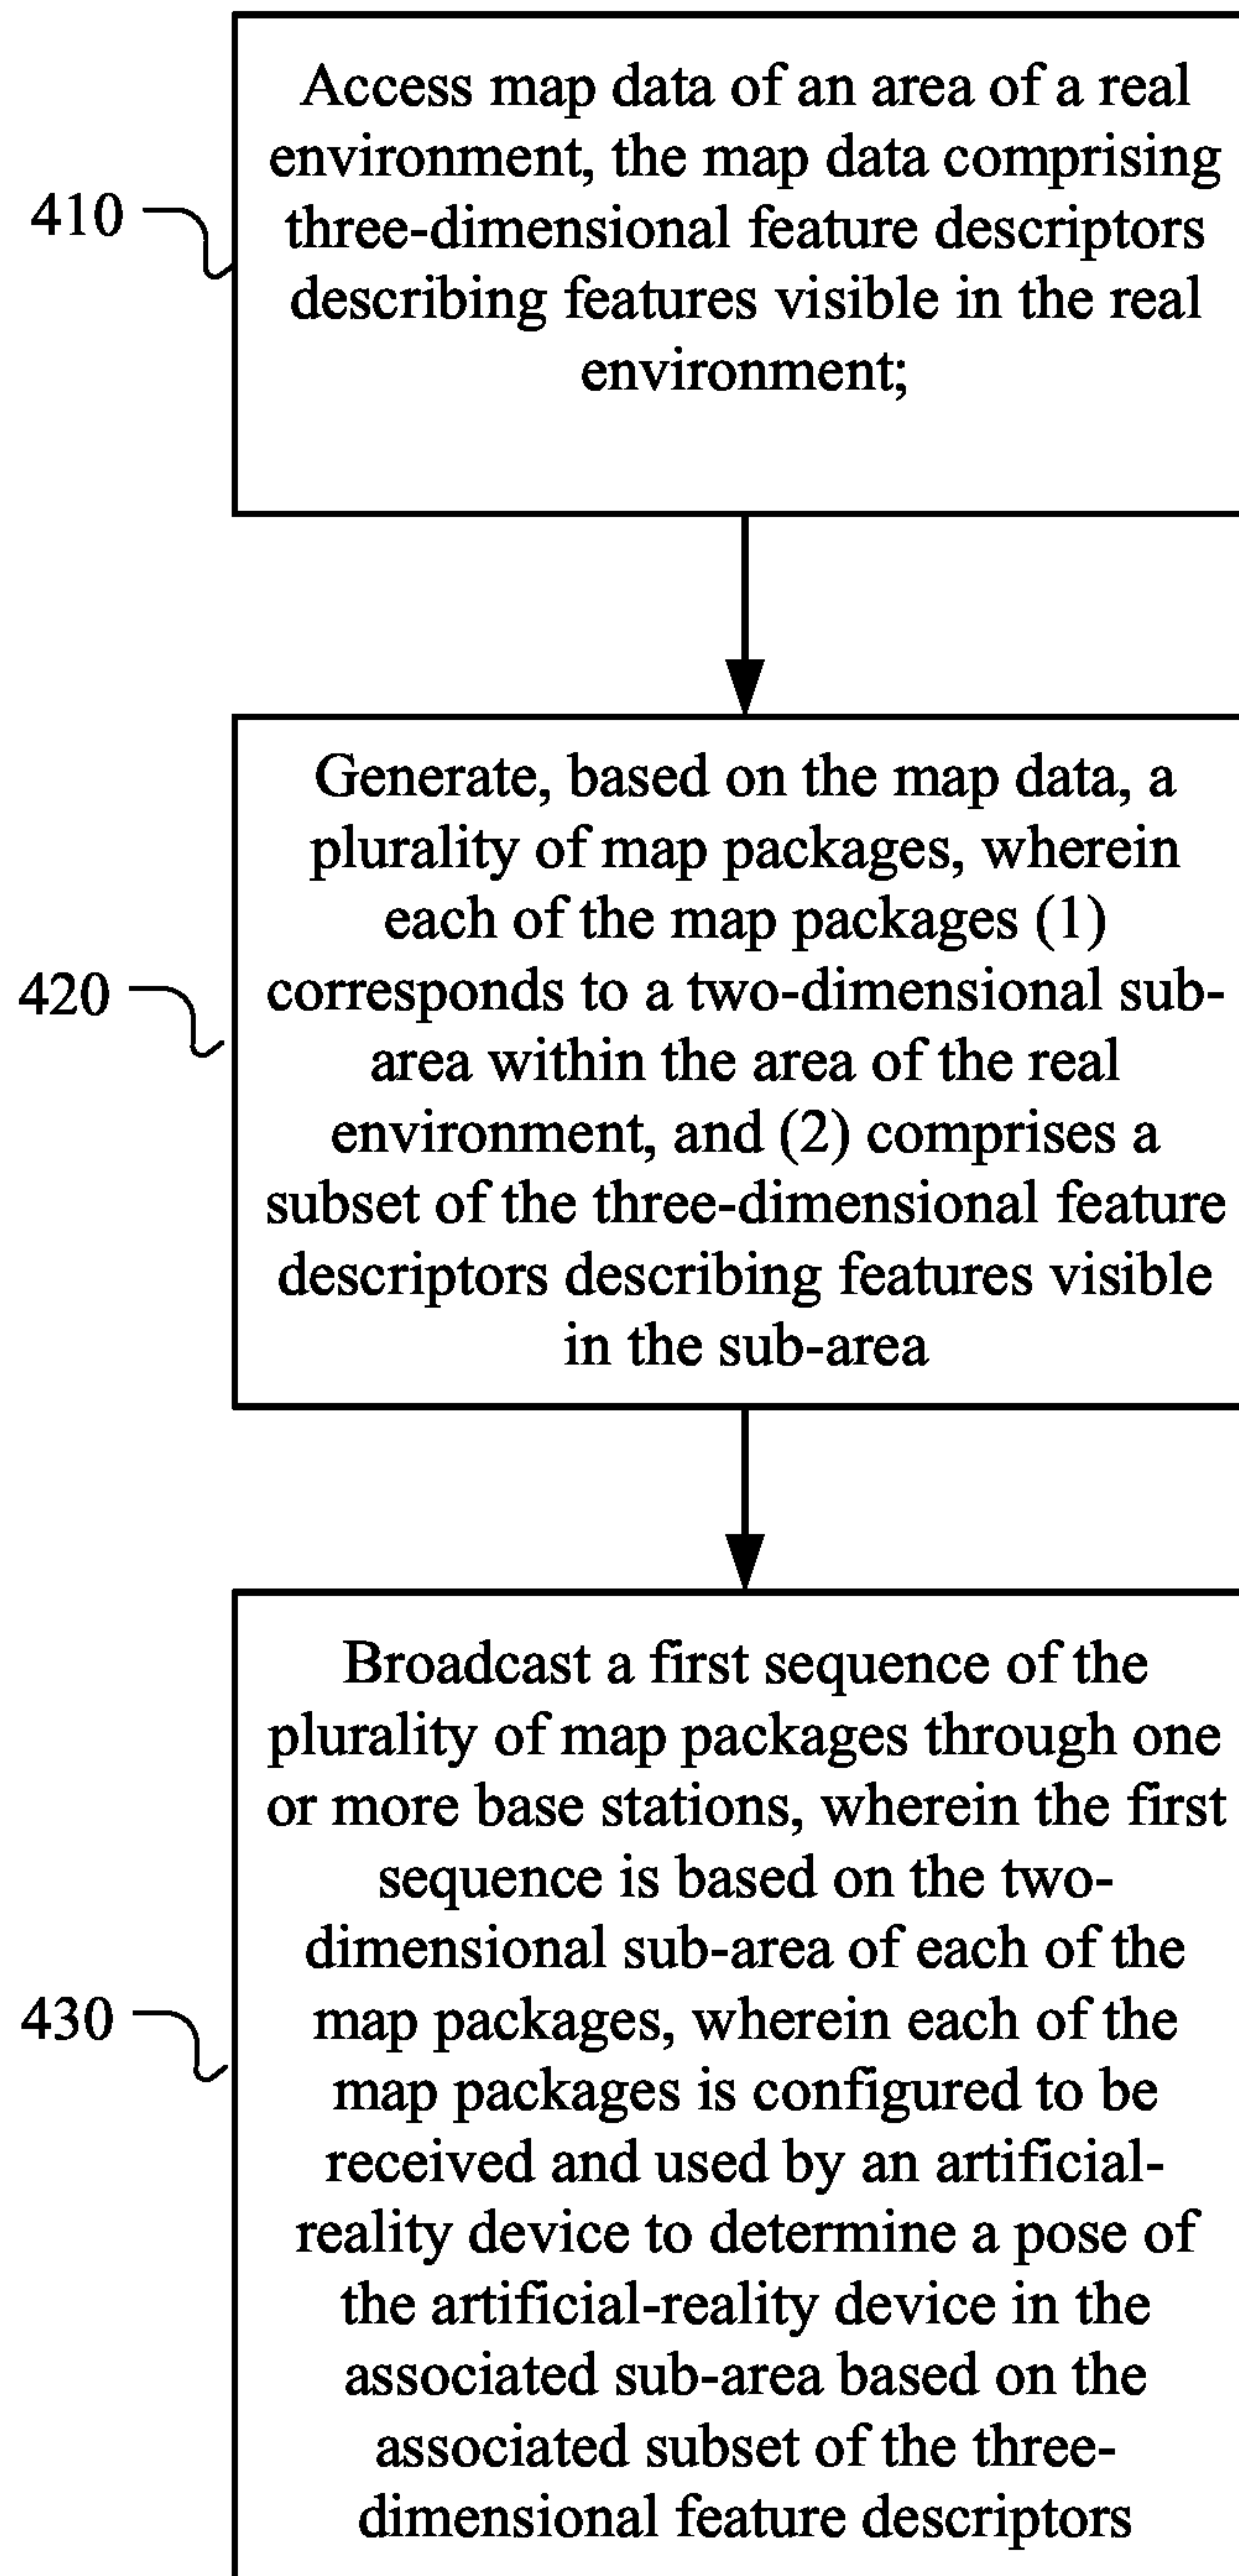 Access map data of an area of a real
environment, the map data comprising
three-dimensional feature descriptors
describing features visible in the real
environment;
410
Generate, based on the map data, a
plurality of map packages, wherein
each of the map packages (1)
corresponds to a two-dimensional sub-
area within the area of the real
environment, and (2) comprises a
subset of the three-dimensional feature
descriptors describing features visible
in the sub-area
420
Broadcast a first sequence of the
plurality of map packages through one
or more base stations, wherein the first
sequence is based on the two-
dimensional sub-area of each of the
map packages, wherein each of the
map packages is configured to be
received and used by an artificial-
reality device to determine a pose of
the artificial-reality device in the
associated sub-area based on the
associated subset of the three-
dimensional feature descriptors
430